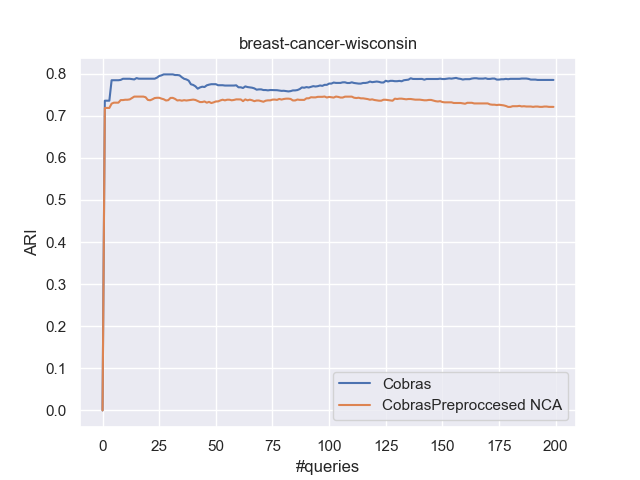 breast-cancer-wisconsin
ARI
0.8
0.7
0.6
0.5
0.4
0.3
0.2
0.1
0.0
0 25 50 75 100 125 150 175 200
#queries
Cobras
CobrasPreproccesed NCA